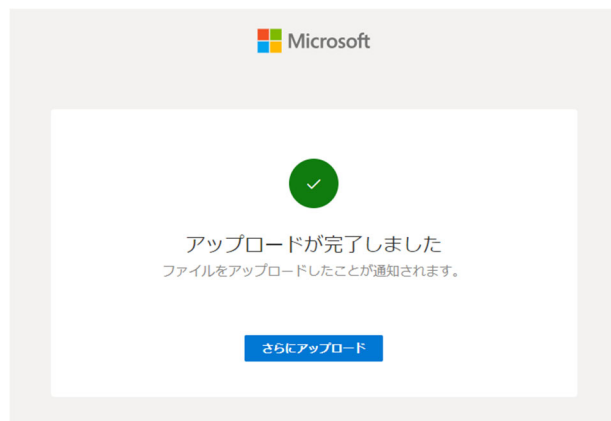 Microsoft
アップロードが完了しました
ファイルをアップロードしたことが通知されます。
さらにアップロード